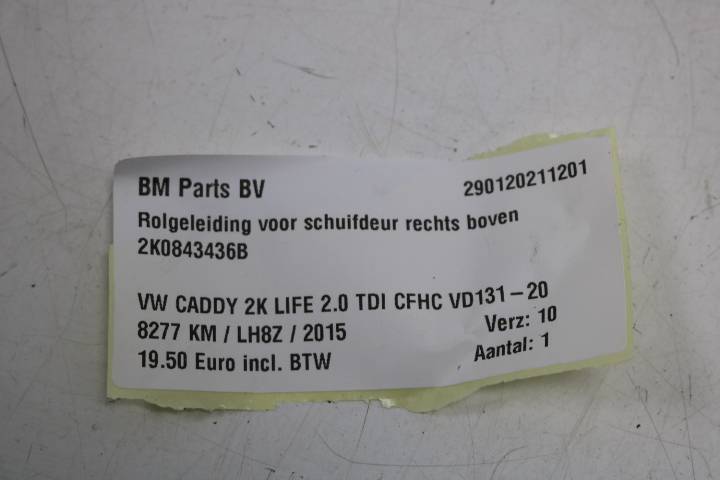 BM Parts BV 290120211201
Rolgeleiding voor schuifdeur rechts boven
2K0843436B
VW CADDY 2K LIFE 2.0 TDI CFHC VD131-20
8277 KM / LH8Z / 2015 Verz: 10
19.50 Euro incl. BTW Aantal: 1